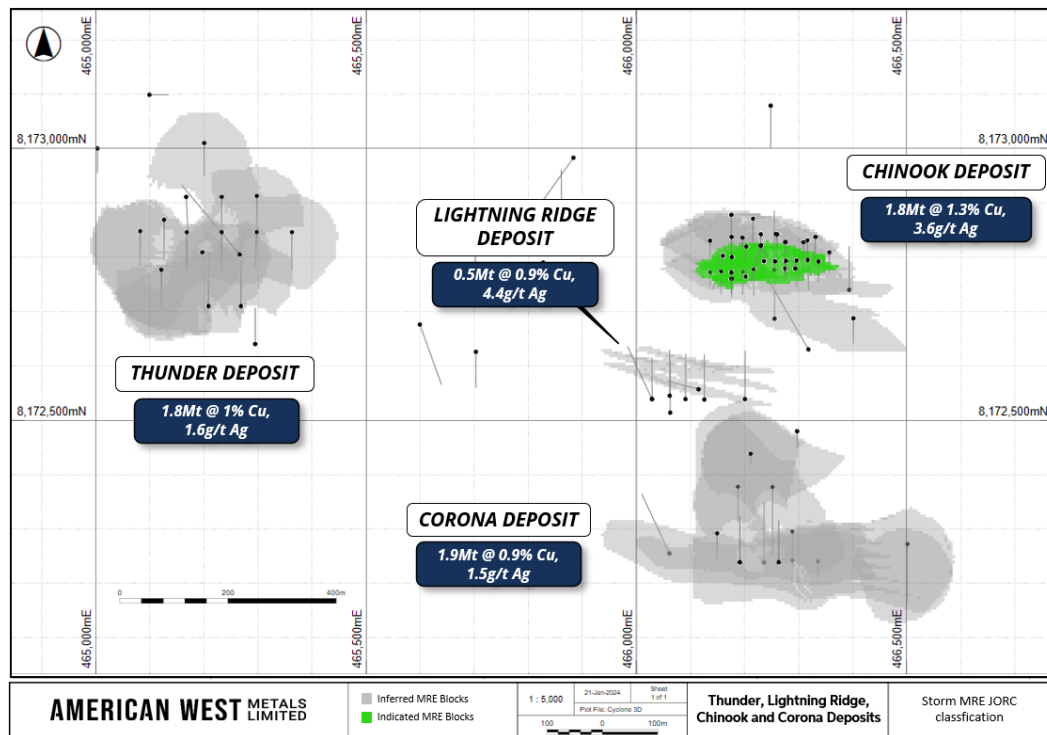 465,000mE
465,500mE
466,000mE
466,500mE
8,173,000mN
8,173,000mN
CHINOOK DEPOSIT
1.8Mt @ 1.3% Cu,
3.6g/t Ag
LIGHTNING RIDGE
DEPOSIT
0.5Mt @ 0.9% Cu,
4.4g/t Ag
THUNDER DEPOSIT
1.8Mt @ 1% Cu,
1.6g/t Ag
8,172,500mN
8,172,500mN
CORONA DEPOSIT
1.9Mt @ 0.9% Cu,
1.5g/t Ag
0 200 400m
465,000mE
465,500mE
466,000mE
466,500mE
AMERICAN WEST METALS
LIMITED
Inferred MRE Blocks
Indicated MRE Blocks
1 : 5,000
21-Jan-2024
Sheet
1 of 1
Plot File: Cyclone 3D
100 0 100m
Thunder, Lightning Ridge,
Chinook and Corona Deposits
Storm MRE JORC
classfication